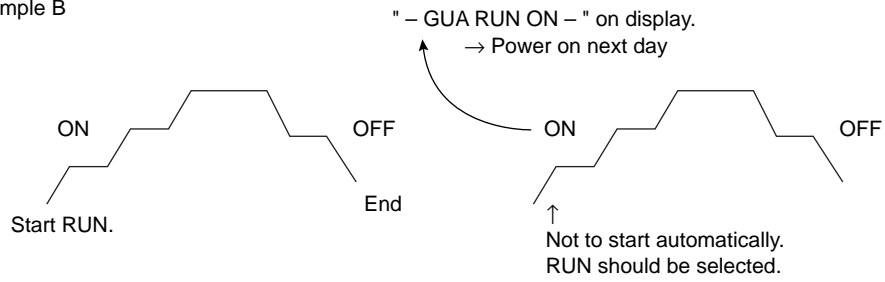 mple B
" – GUA RUN ON – " on display.
→ Power on next day
ON
OFF
ON
OFF
End
Start RUN.
↑
Not to start automatically.
RUN should be selected.